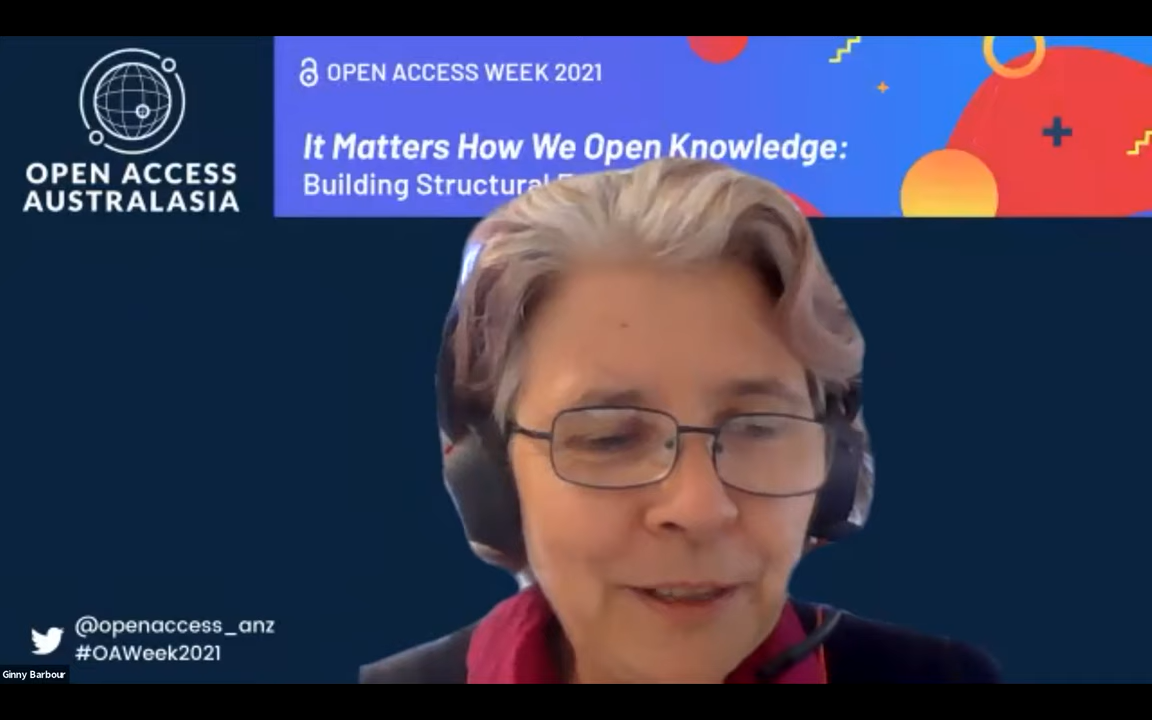 OPEN ACCESS
AUSTRALASIA
OPEN ACCESS WEEK 2021
It Matters How We Open Knowledge:
Building Structural
@openaccess_anz
#OAWeek2021
Ginny Barbour